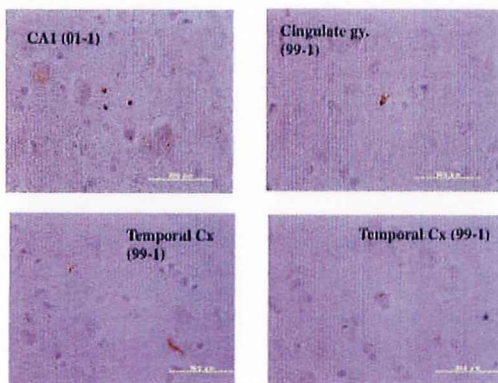 CA1 (01-1)
Cingulate gy.
(99-1)
Temporal Cx
(99-1)
Temporal Cx (99-1)